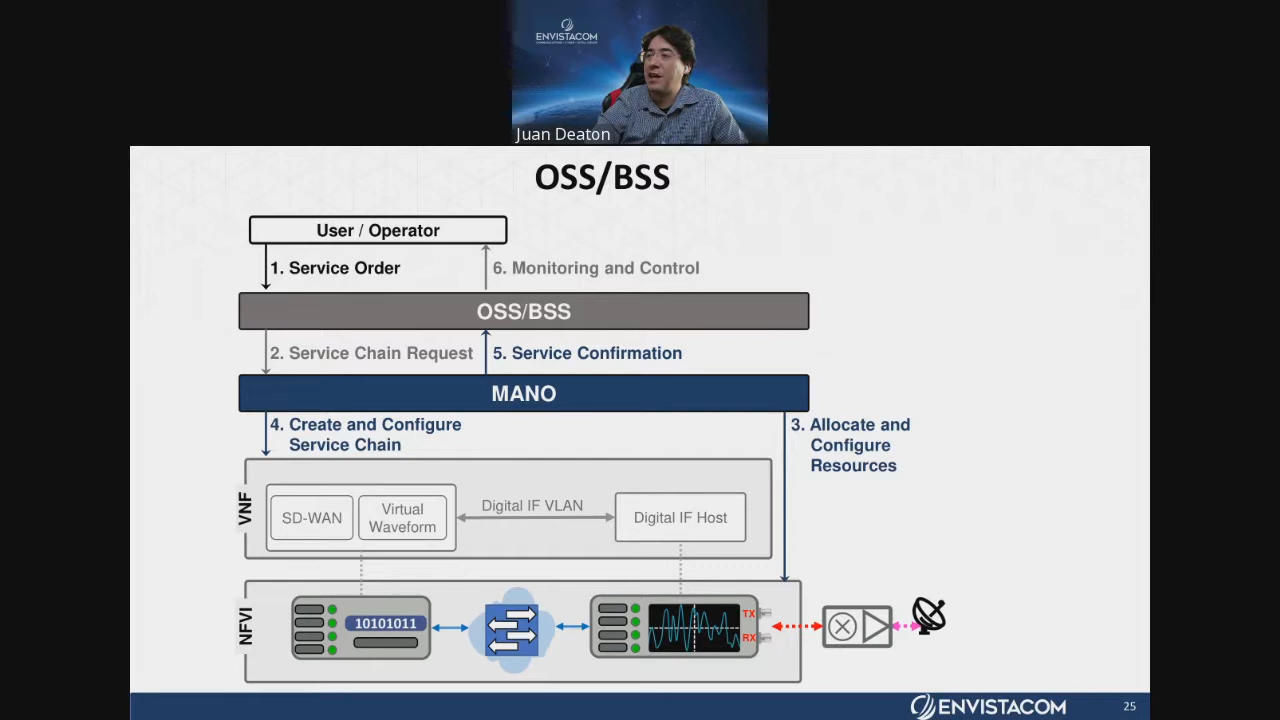 ENVISTACOM
Juan Deaton
OSS/BSS
User / Operator
1. Service Order
6. Monitoring and Control
OSS/BSS
2. Service Chain Request
5. Service Confirmation
MANO
4. Create and Configure
Service Chain
3. Allocate and
Configure
Resources
VNF
SD-WAN
Virtual
Waveform
Digital IF VLAN
Digital IF Host
NFVI
10101011
TX
RX
ENVISTACOM
25